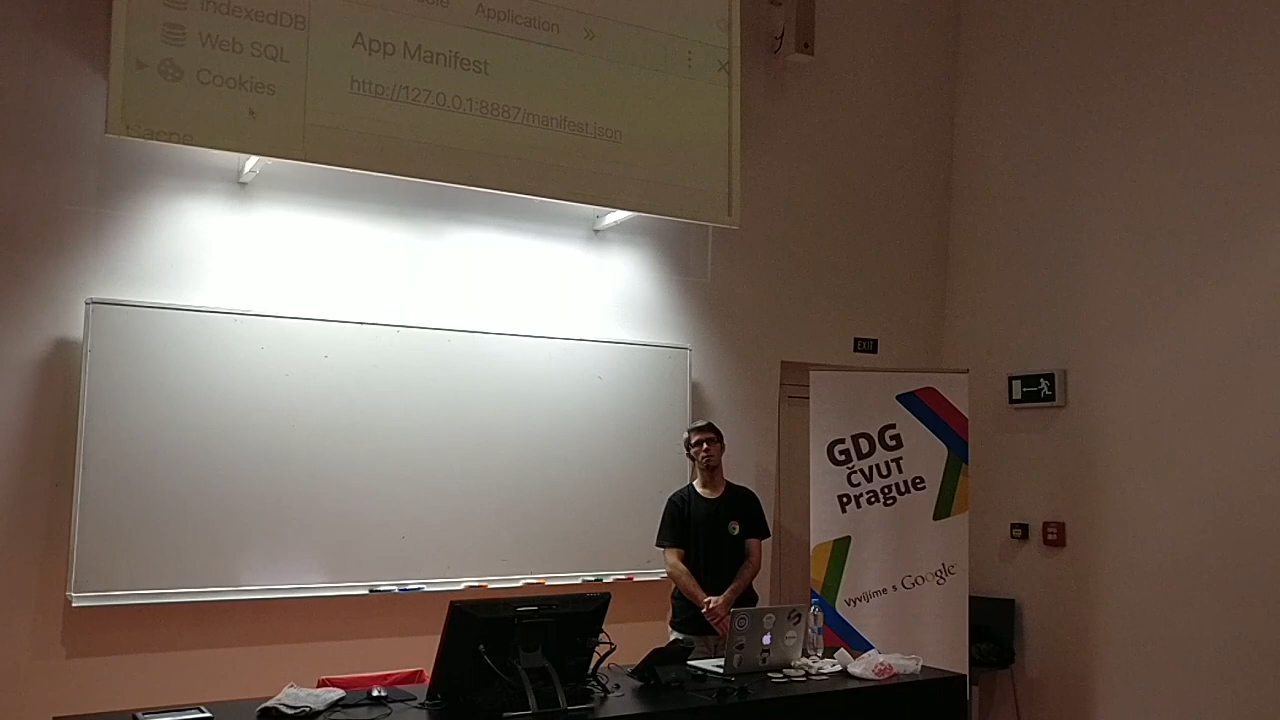 IndexedDB
Web SQL
Cookies
Application
App Manifest
http://127.0.0.1:8887/manifest.json
EXIT
GDG
ČVUT
Prague
Vyvíjíme s Google